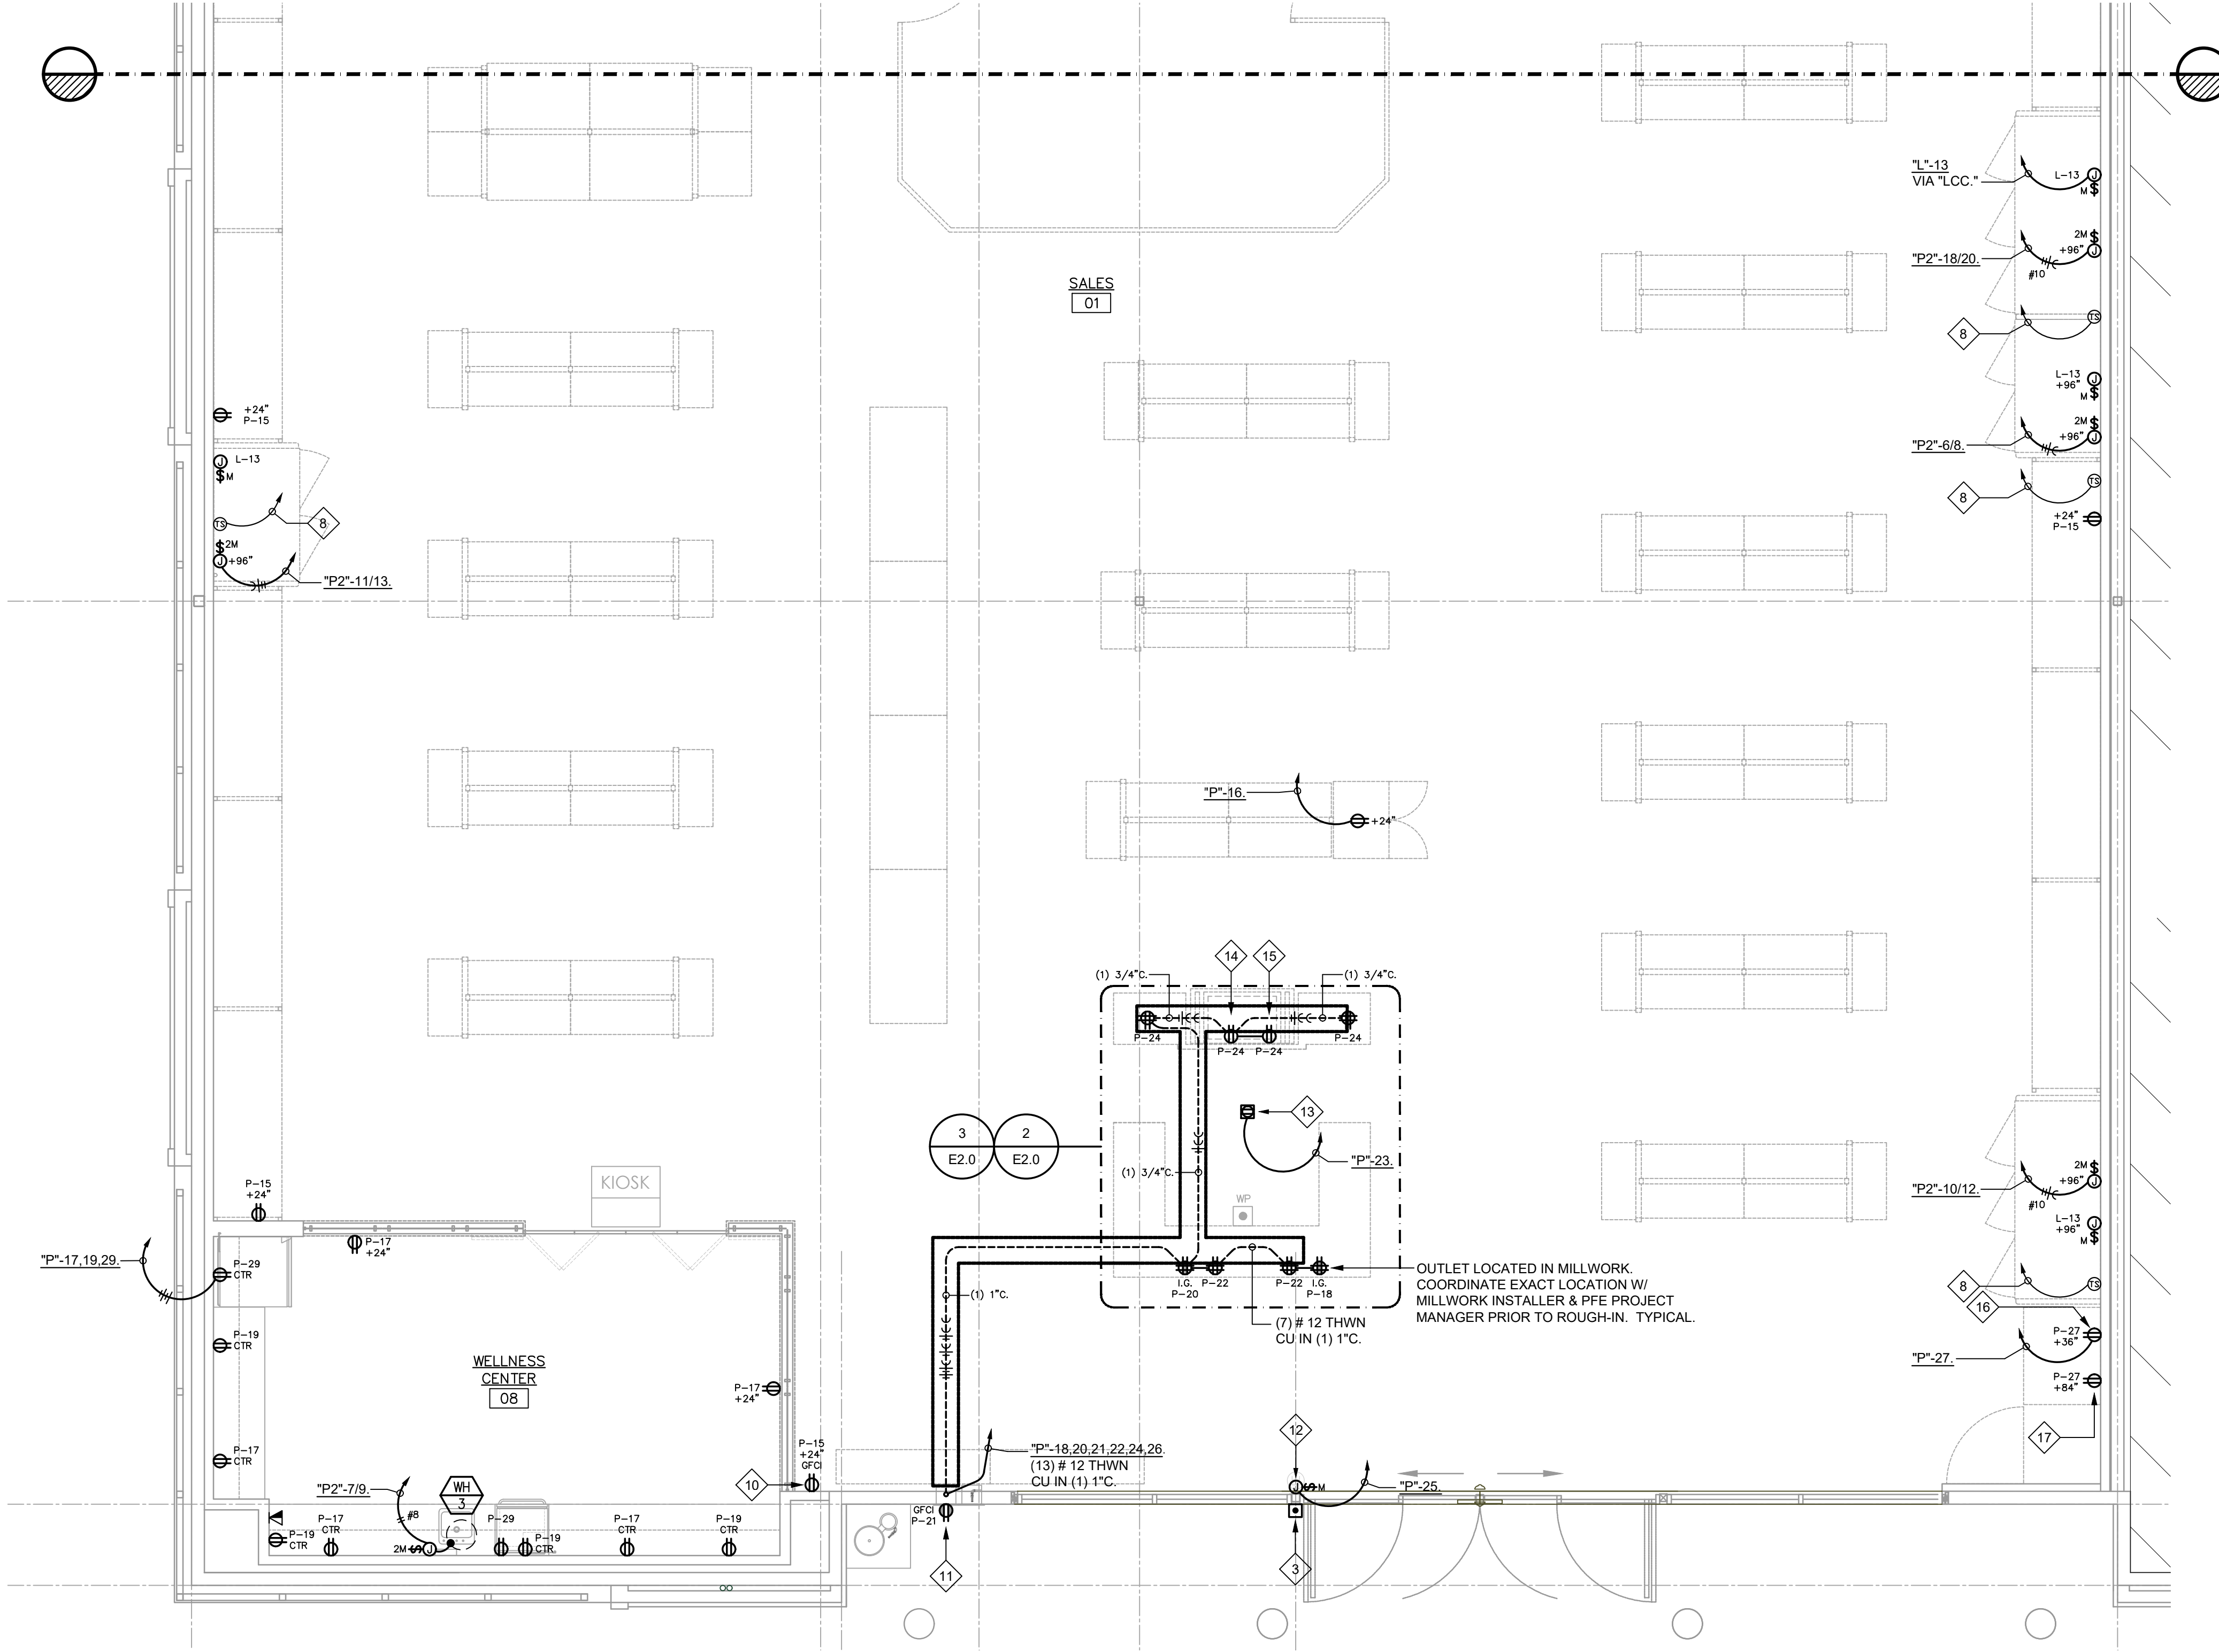 "L"-13
VIA "LCC."
L-13
M
2M
+96"
"P2"-18/20.
#10
SALES
01
8
TS
L-13
+96"
M
2M
+96"
"P2"-6/8.
8
TS
+24"
P-15
+24"
P-15
L-13
M
TS
8
2M
+96"
"P2"-11/13.
"P"-16.
+24"
14
15
(1) 3/4"C.
(1) 3/4"C.
P-24
P-24
P-24
P-24
13
3
E2.0
2
E2.0
(1) 3/4"C.
"P"-23.
WP
KIOSK
P-15
+24"
P-17
+24"
"P"-17,19,29.
P-29
CTR
P-19
CTR
WELLNESS
CENTER
08
P-17
+24"
P-17
CTR
(1) 1"C.
I.G.
P-20
P-22
P-22
I.G.
P-18
OUTLET LOCATED IN MILLWORK.
COORDINATE EXACT LOCATION W/
MILLWORK INSTALLER & PFE PROJECT
MANAGER PRIOR TO ROUGH-IN. TYPICAL.
(7) # 12 THWN
CU IN (1) 1"C.
2M
+96"
"P2"-10/12.
#10
L-13
+96"
M
8
TS
16
P-27
+36"
"P"-27.
P-27
+84"
17
P-15
+24"
GFCI
10
"P"-18,20,21,22,24,26.
(13) # 12 THWN
CU IN (1) 1"C.
12
M
"P"-25.
"P2"-7/9.
WH
3
#8
P-19
CTR
P-17
CTR
2M
P-29
P-19
CTR
P-17
CTR
P-19
CTR
GFCI
P-21
11
3